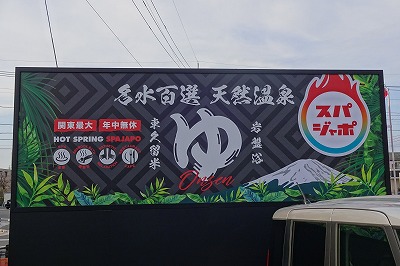 名水百選 天然温泉
スパ
ジャポ
関東最大 年中無休
HOT SPRING SPAJAPO
東久留米
ゆ
岩盤浴
Onsen